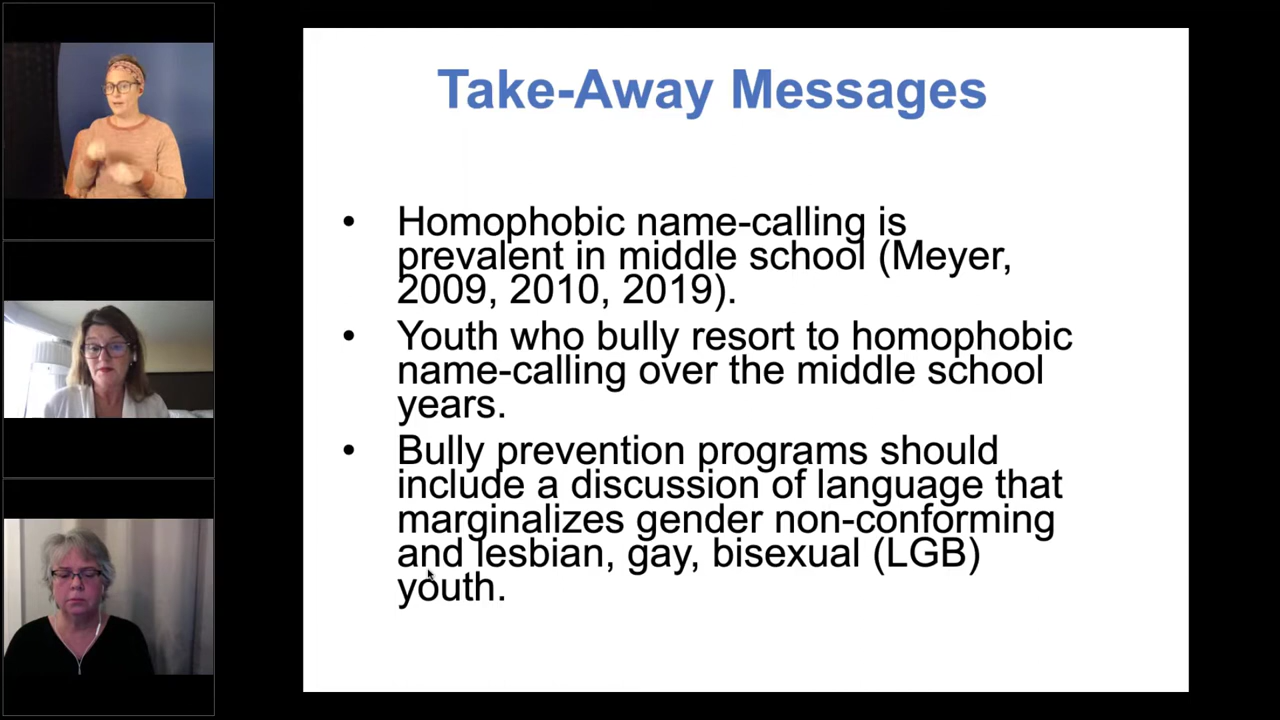 Take-Away Messages
• Homophobic name-calling is
prevalent in middle school (Meyer,
2009, 2010, 2019).
• Youth who bully resort to homophobic
name-calling over the middle school
years.
• Bully prevention programs should
include a discussion of language that
marginalizes gender non-conforming
and lesbian, gay, bisexual (LGB)
youth.